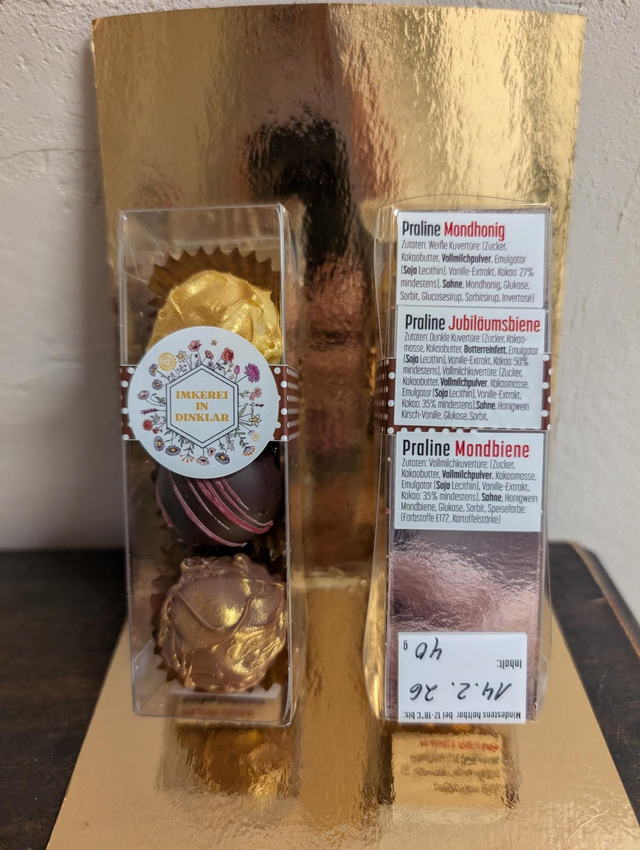 IMKEREI
IN
DINKLAR
Praline Mondhonig
Zutaten: Weiße Kuvertüre: (Zucker,
Kakaobutter, Vollmilchpulver, Emulgator
(Soja Lecithin), Vanille-Extrakt, Kakao: 27%
mindestens), Sahne, Mondhonig, Glukose,
Sorbit, Glucosesirup, Sorbitsirup, Invertase)
Praline Jubiläumsbiene
Zutaten: Dunkle Kuvertüre: (Zucker, Kakao-
masse, Kakaobutter, Butterreinfett, Emulgator
(Soja Lecithin), Vanille-Extrakt, Kakao: 50%
mindestens), Vollmilchkuvertüre: (Zucker,
Kakaobutter, Vollmilchpulver, Kakaomasse,
Emulgator (Soja Lecithin), Vanille-Extrakt,
Kakao: 35% mindestens), Sahne, Honigwein
Kirsch-Vanille, Glukose, Sorbit,
Praline Mondbiene
Zutaten: Vollmilchkuvertüre: (Zucker,
Kakaobutter, Vollmilchpulver, Kakaomasse,
Emulgator (Soja Lecithin), Vanille-Extrakt,
Kakao: 35% mindestens), Sahne, Honigwein
Mondbiene, Glukose, Sorbit, Speisefarbe:
(Farbstoffe E172, Kartoffelstärke)
Mindestens haltbar bei 12-18°C bis:
14.2.26
Inhalt:
40 g